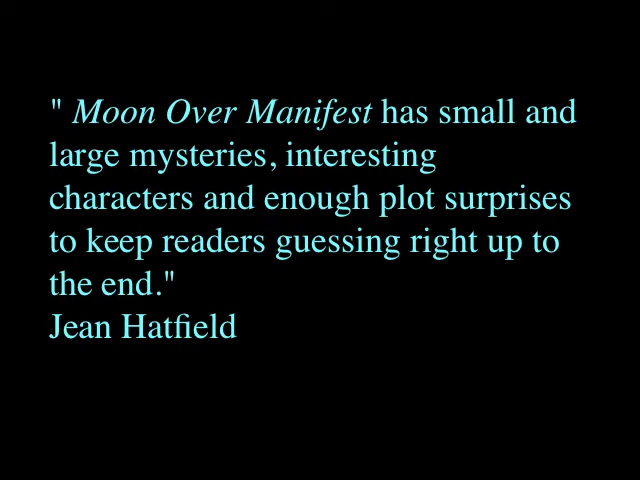 " Moon Over Manifest has small and
large mysteries, interesting
characters and enough plot surprises
to keep readers guessing right up to
the end."
Jean Hatfield